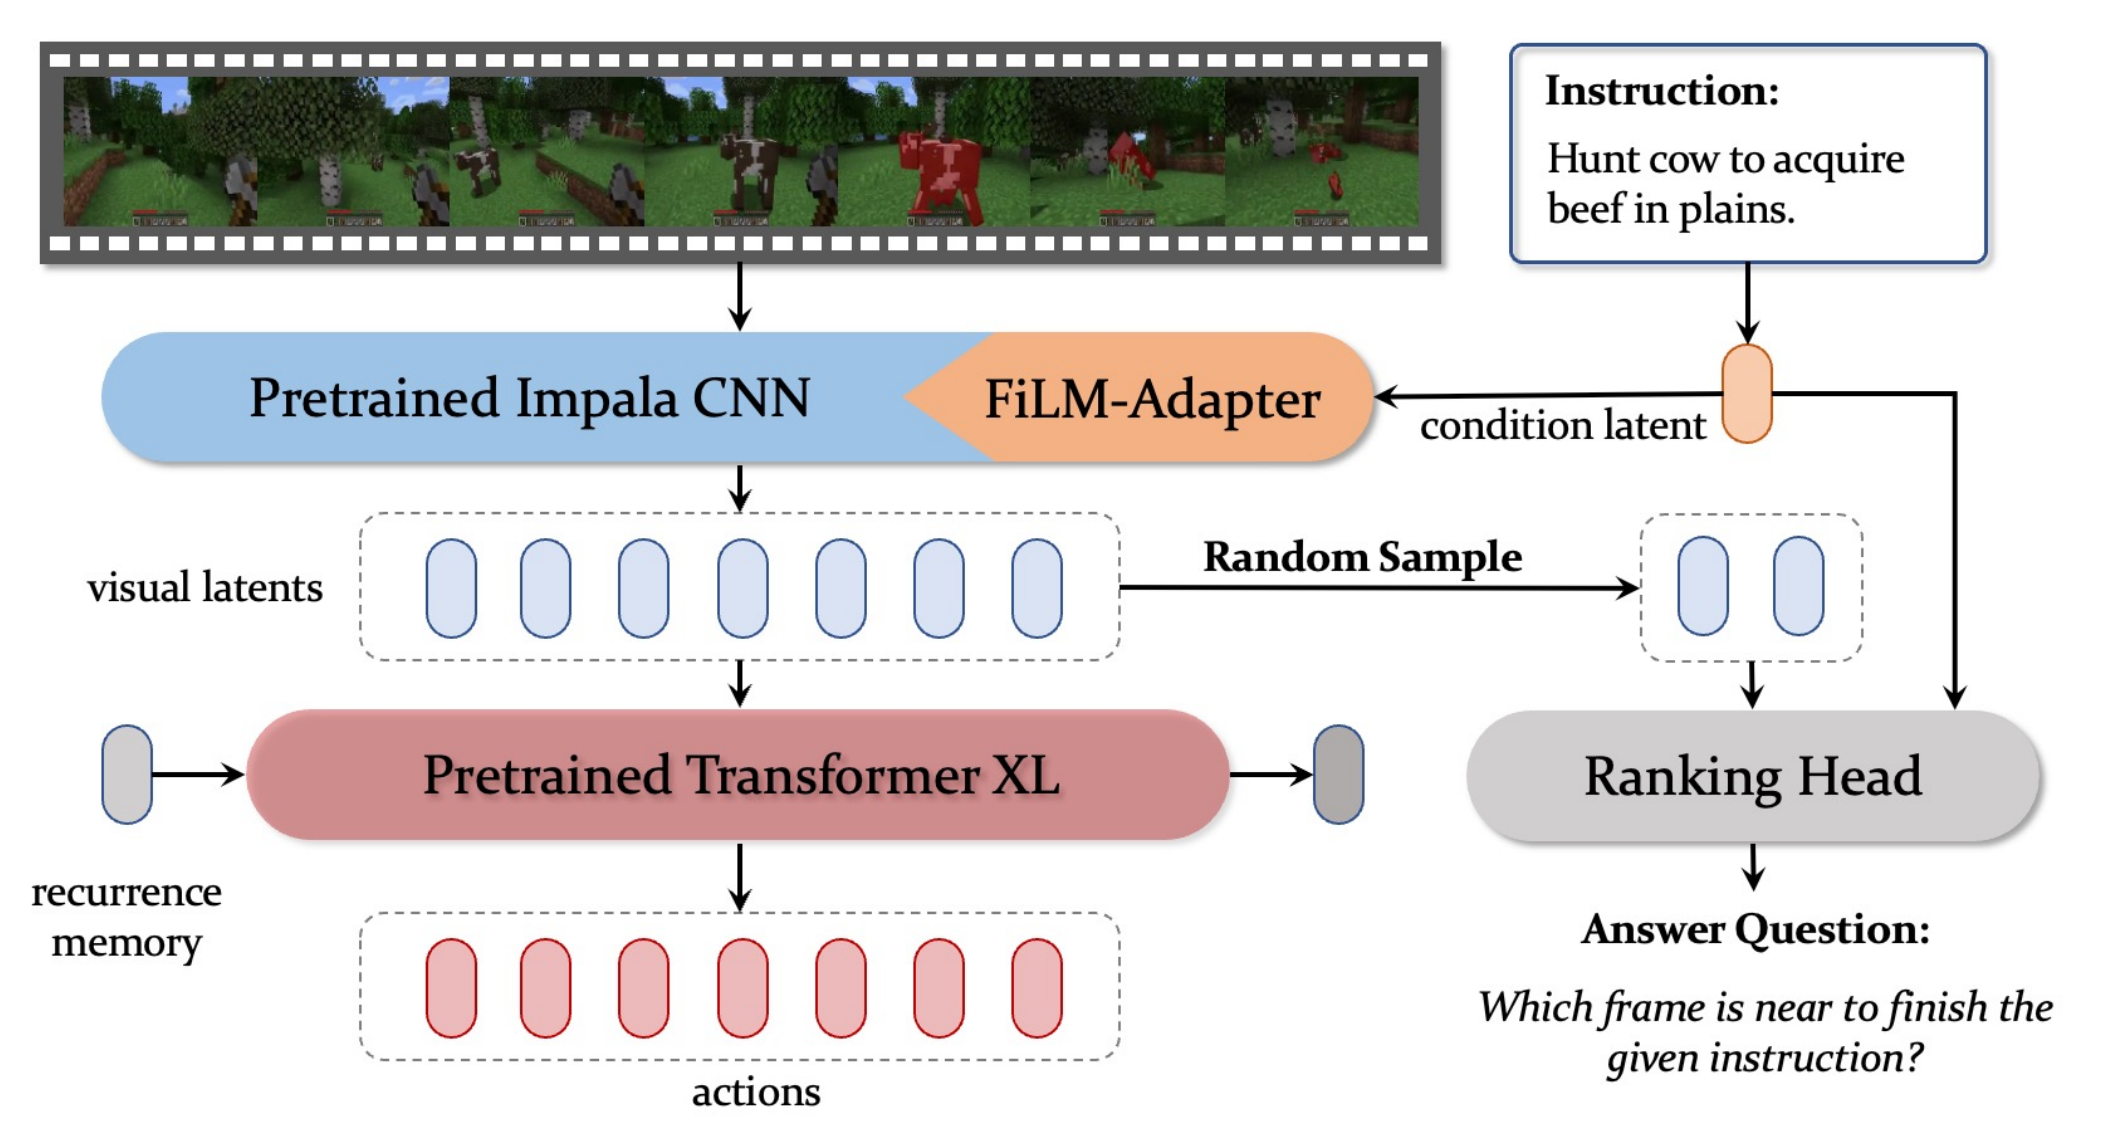 Instruction:
Hunt cow to acquire
beef in plains.
Pretrained Impala CNN
FiLM-Adapter
condition latent
visual latents
Random Sample
Pretrained Transformer XL
Ranking Head
recurrence
memory
actions
Answer Question:
Which frame is near to finish the
given instruction?